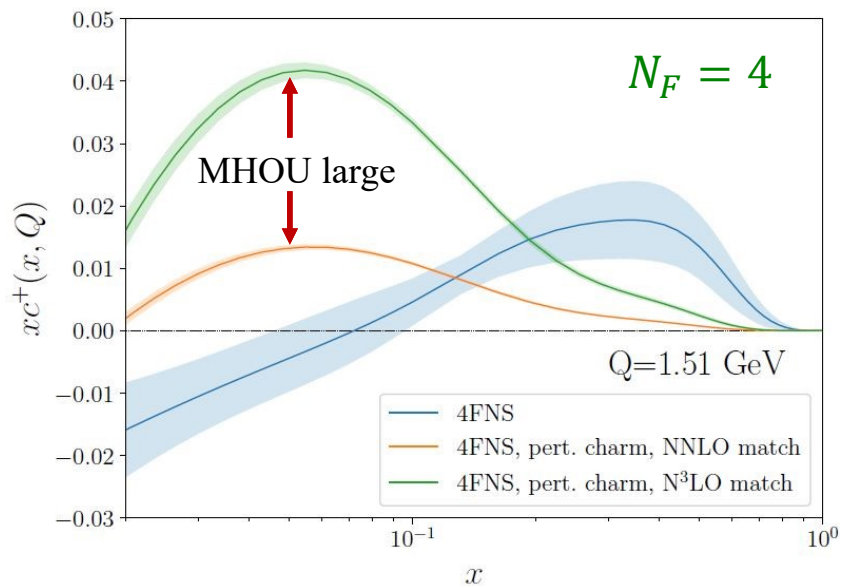 0.05
0.04
0.03
0.02
0.01
0.00
−0.01
−0.02
−0.03
xc⁺(x, Q)
N_F = 4
MHOU large
Q=1.51 GeV
4FNS
4FNS, pert. charm, NNLO match
4FNS, pert. charm, N³LO match
10⁻¹
10⁰
x